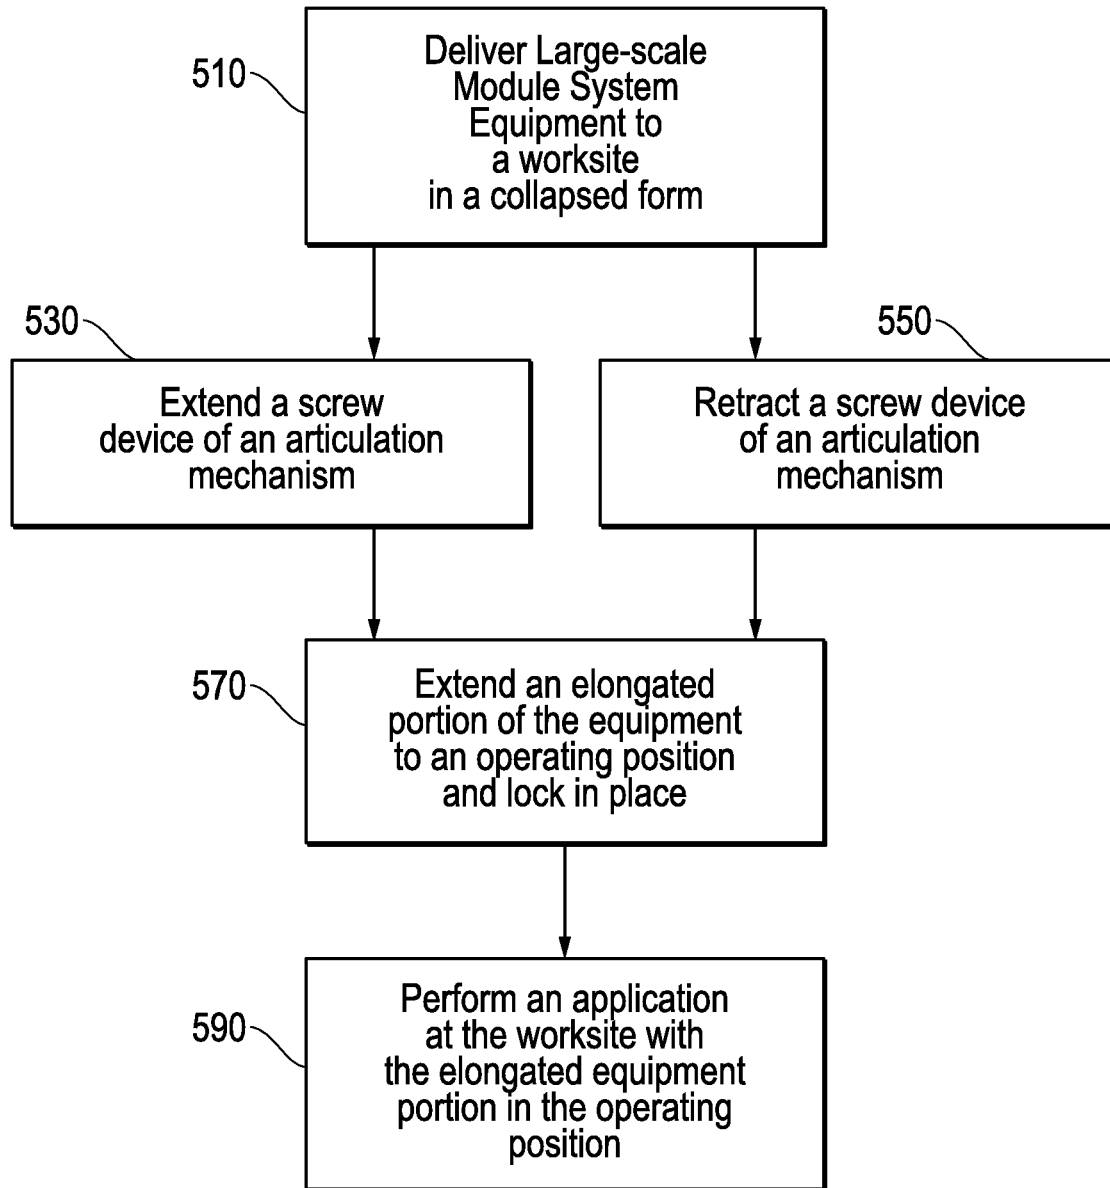 510
Deliver Large-scale
Module System
Equipment to
a worksite
in a collapsed form
530
Extend a screw
device of an articulation
mechanism
550
Retract a screw device
of an articulation
mechanism
570
Extend an elongated
portion of the equipment
to an operating position
and lock in place
590
Perform an application
at the worksite with
the elongated equipment
portion in the operating
position